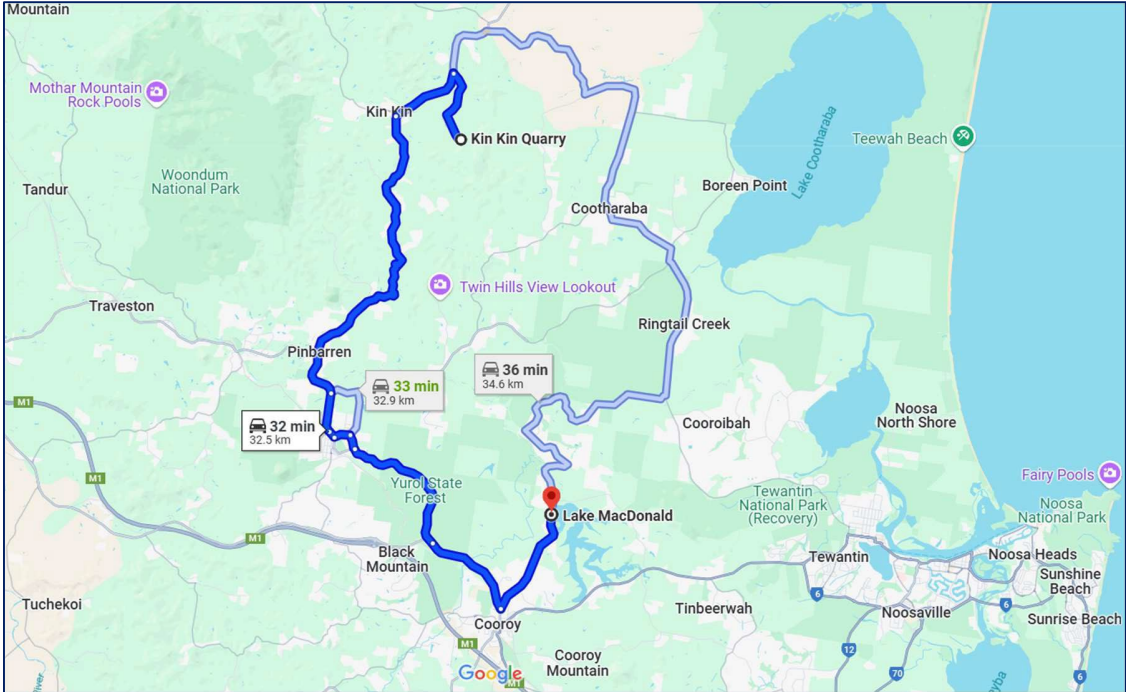 Mountain
Mothar Mountain
Rock Pools
Kin Kin
Kin Kin Quarry
Teewah Beach
Lake Cootharaba
Woondum
National Park
Tandur
Boreen Point
Cootharaba
Twin Hills View Lookout
Traveston
Ringtail Creek
Pinbarren
36 min
34.6 km
33 min
32.9 km
M1
32 min
32.5 km
Cooroibah
Noosa
North Shore
M1
Yurol State
Forest
Fairy Pools
Tewantin
National Park
(Recovery)
Noosa
National Park
Lake MacDonald
M1
Black
Mountain
Tewantin
Noosa Heads
Sunshine
Beach
6
6
Tuchekoi
Tinbeerwah
Noosaville
Sunrise Beach
Cooroy
M1
12
Cooroy
Mountain
Google
70
6
M1